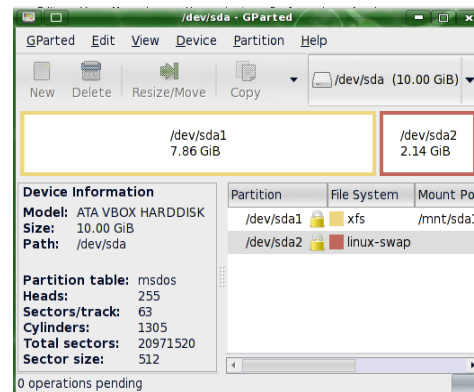 /dev/sda - GParted
GParted Edit View Device Partition Help
New Delete Resize/Move Copy /dev/sda (10.00 GiB)
/dev/sda1
7.86 GiB
/dev/sda2
2.14 GiB
Device Information
Model: ATA VBOX HARDDISK
Size: 10.00 GiB
Path: /dev/sda
Partition table: msdos
Heads: 255
Sectors/track: 63
Cylinders: 1305
Total sectors: 20971520
Sector size: 512
Partition File System Mount Po
/dev/sda1 xfs /mnt/sda1
/dev/sda2 linux-swap
0 operations pending